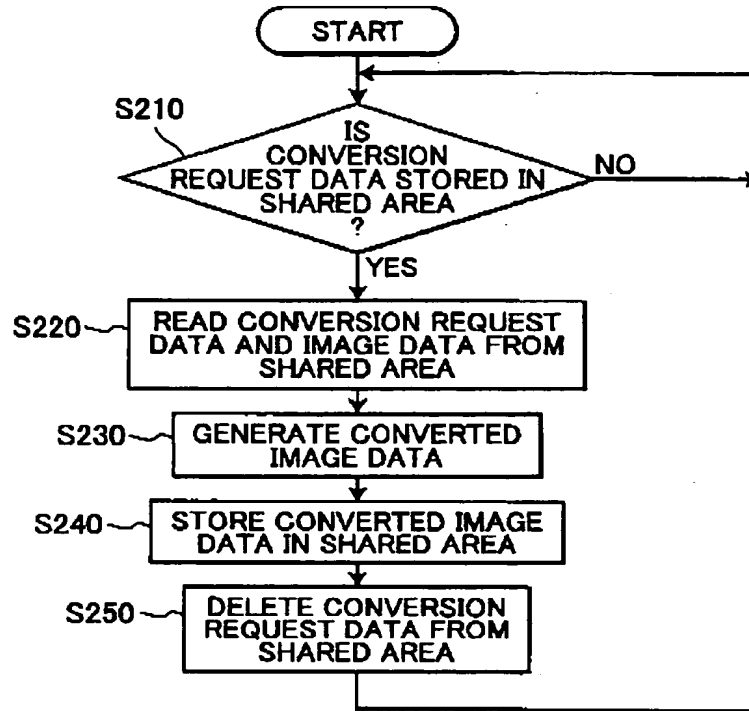 START
S210
IS
CONVERSION
REQUEST DATA STORED IN
SHARED AREA
?
NO
YES
S220
READ CONVERSION REQUEST
DATA AND IMAGE DATA FROM
SHARED AREA
S230
GENERATE CONVERTED
IMAGE DATA
S240
STORE CONVERTED IMAGE
DATA IN SHARED AREA
S250
DELETE CONVERSION
REQUEST DATA FROM
SHARED AREA